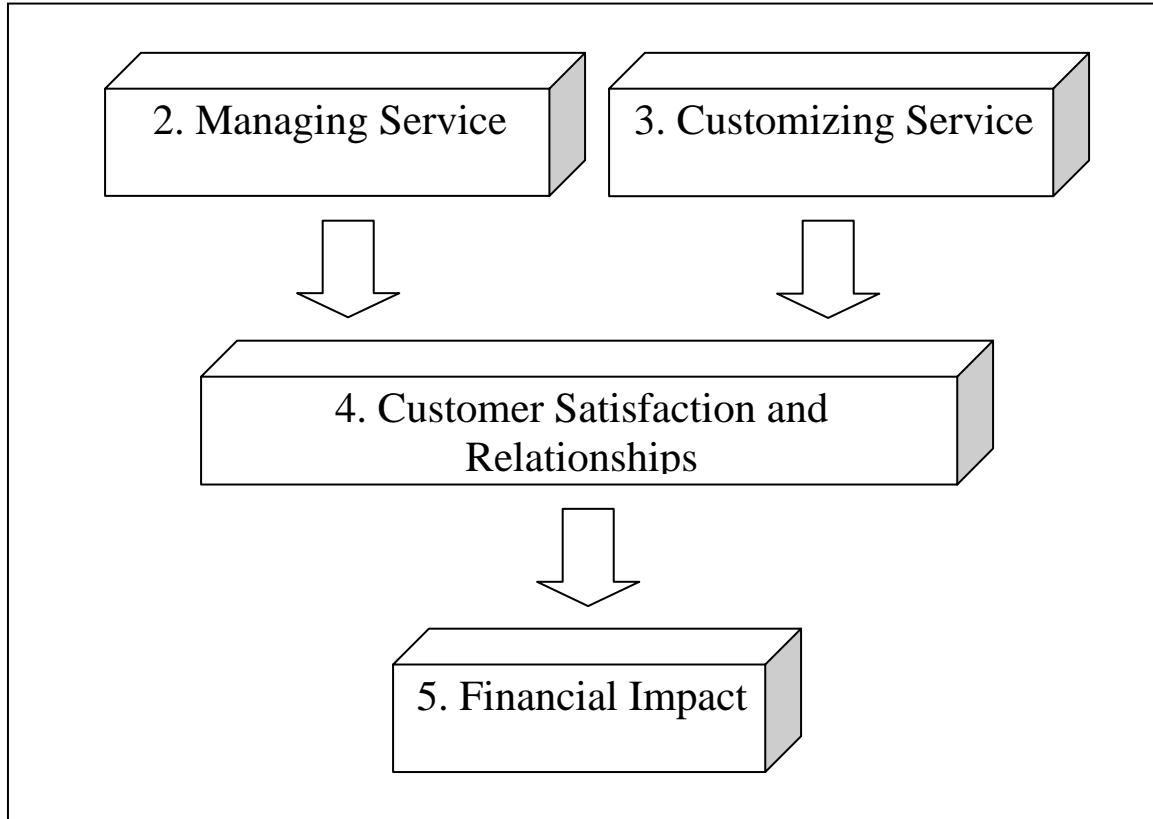 2. Managing Service
3. Customizing Service
4. Customer Satisfaction and
Relationships
5. Financial Impact